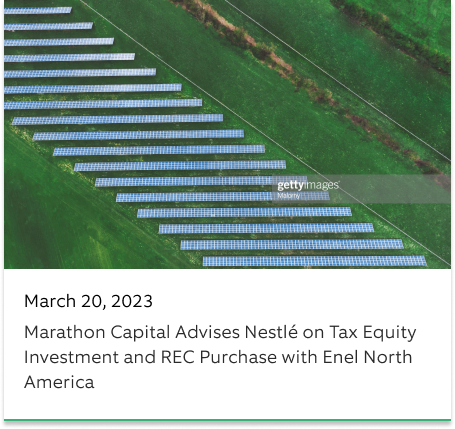 gettyimages
Malorny
March 20, 2023
Marathon Capital Advises Nestlé on Tax Equity
Investment and REC Purchase with Enel North
America